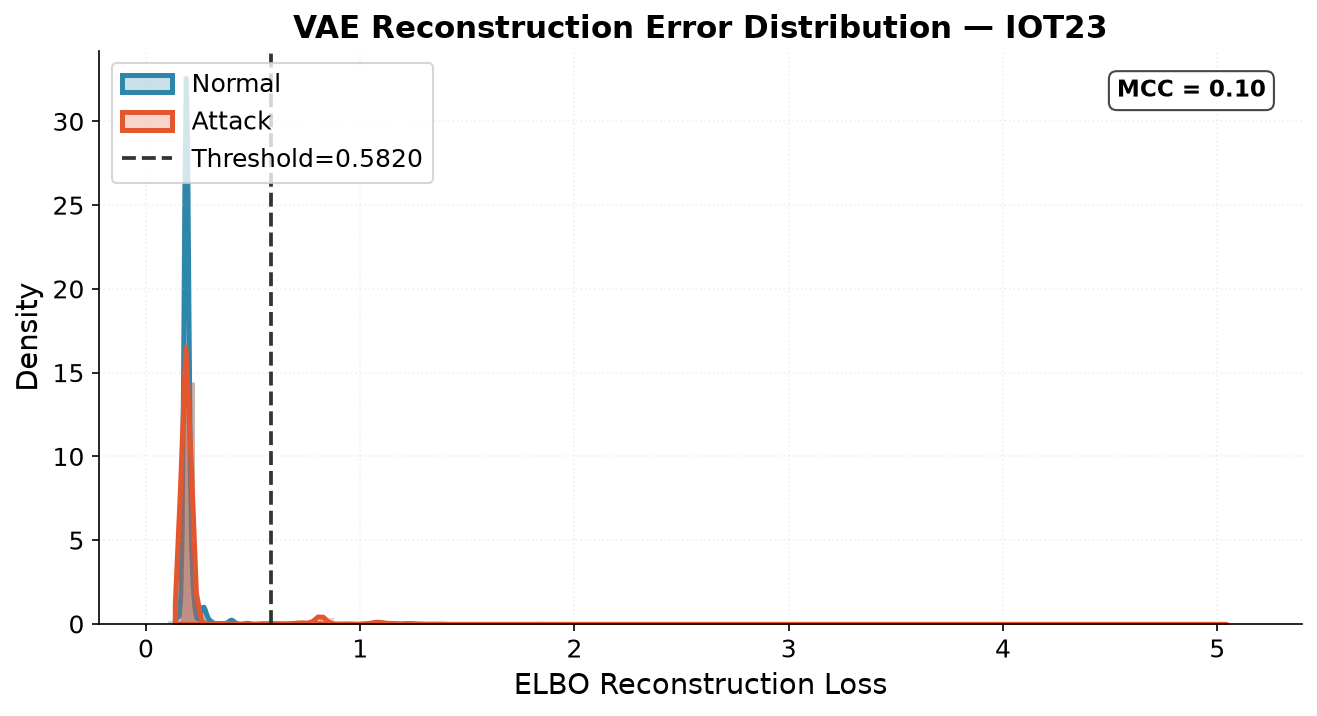 VAE Reconstruction Error Distribution — IOT23
Normal
Attack
Threshold=0.5820
MCC = 0.10
30
25
20
15
10
5
0
Density
0 1 2 3 4 5
ELBO Reconstruction Loss